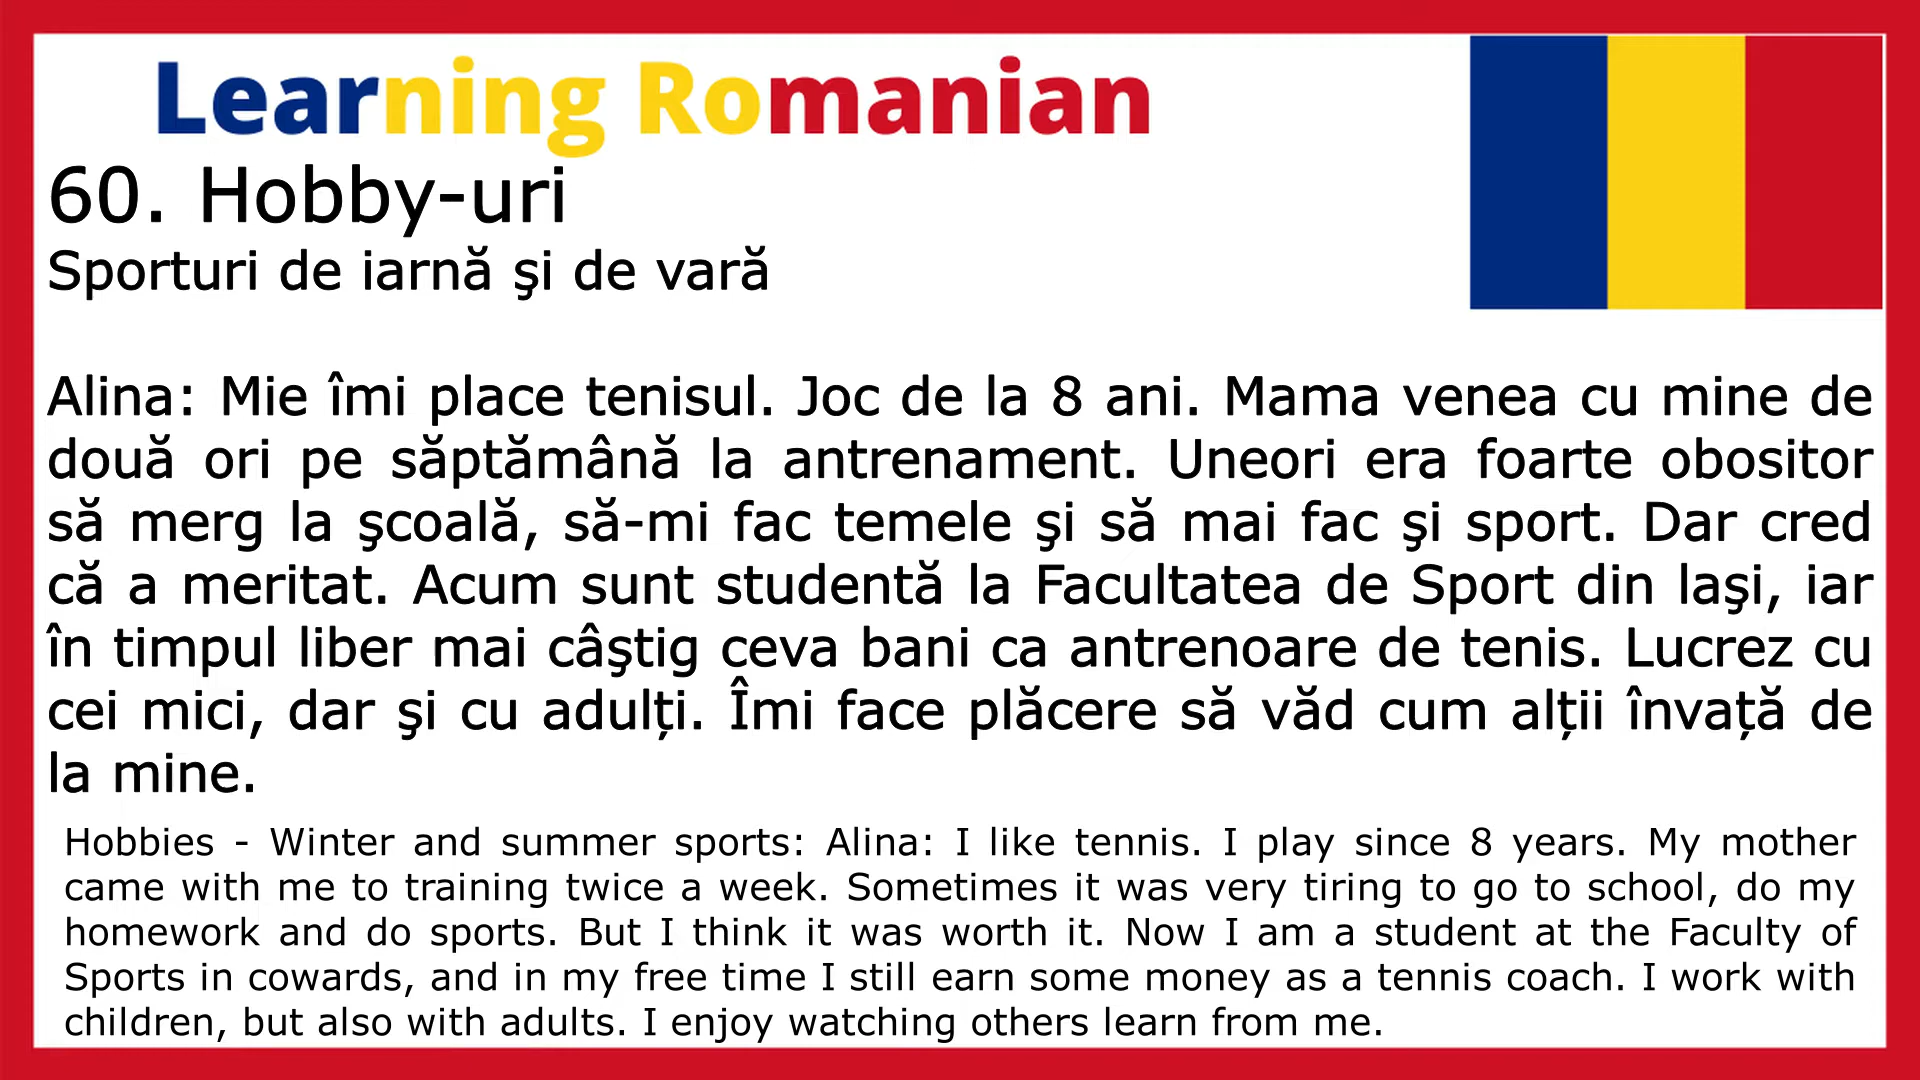 Learning Romanian
60. Hobby-uri
Sporturi de iarnă şi de vară
Alina: Mie îmi place tenisul. Joc de la 8 ani. Mama venea cu mine de
două ori pe săptămână la antrenament. Uneori era foarte obositor
să merg la şcoală, să-mi fac temele şi să mai fac şi sport. Dar cred
că a meritat. Acum sunt studentă la Facultatea de Sport din laşi, iar
în timpul liber mai câştig ceva bani ca antrenoare de tenis. Lucrez cu
cei mici, dar şi cu adulți. Îmi face plăcere să văd cum alții învață de
la mine.
Hobbies - Winter and summer sports: Alina: I like tennis. I play since 8 years. My mother
came with me to training twice a week. Sometimes it was very tiring to go to school, do my
homework and do sports. But I think it was worth it. Now I am a student at the Faculty of
Sports in cowards, and in my free time I still earn some money as a tennis coach. I work with
children, but also with adults. I enjoy watching others learn from me.